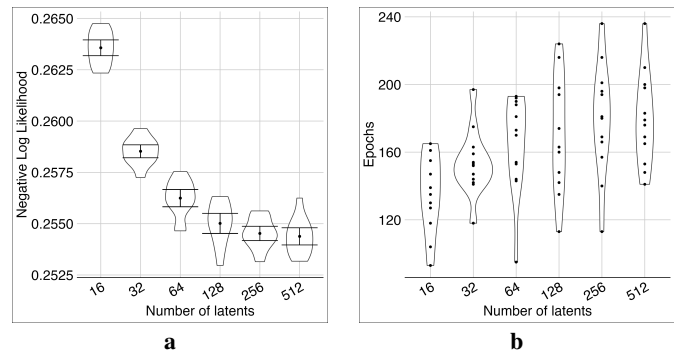 0.2650
0.2625
0.2600
0.2575
0.2550
0.2525
Negative Log Likelihood
16 32 64 128 256 512
Number of latents
a
240
200
160
120
Epochs
16 32 64 128 256 512
Number of latents
b